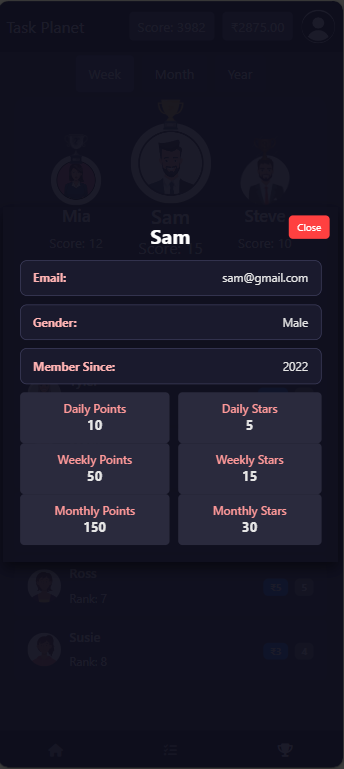 Task Planet Score: 3982 ₹2875.00
Week Month Year
Mia Sam Steve
Score: 12 Score: 15 Score: 10
Close
Sam
Email: sam@gmail.com
Gender: Male
Member Since: 2022
Daily Points Daily Stars
10 5
Weekly Points Weekly Stars
50 15
Monthly Points Monthly Stars
150 30
Ross
Rank: 7
Susie
Rank: 8